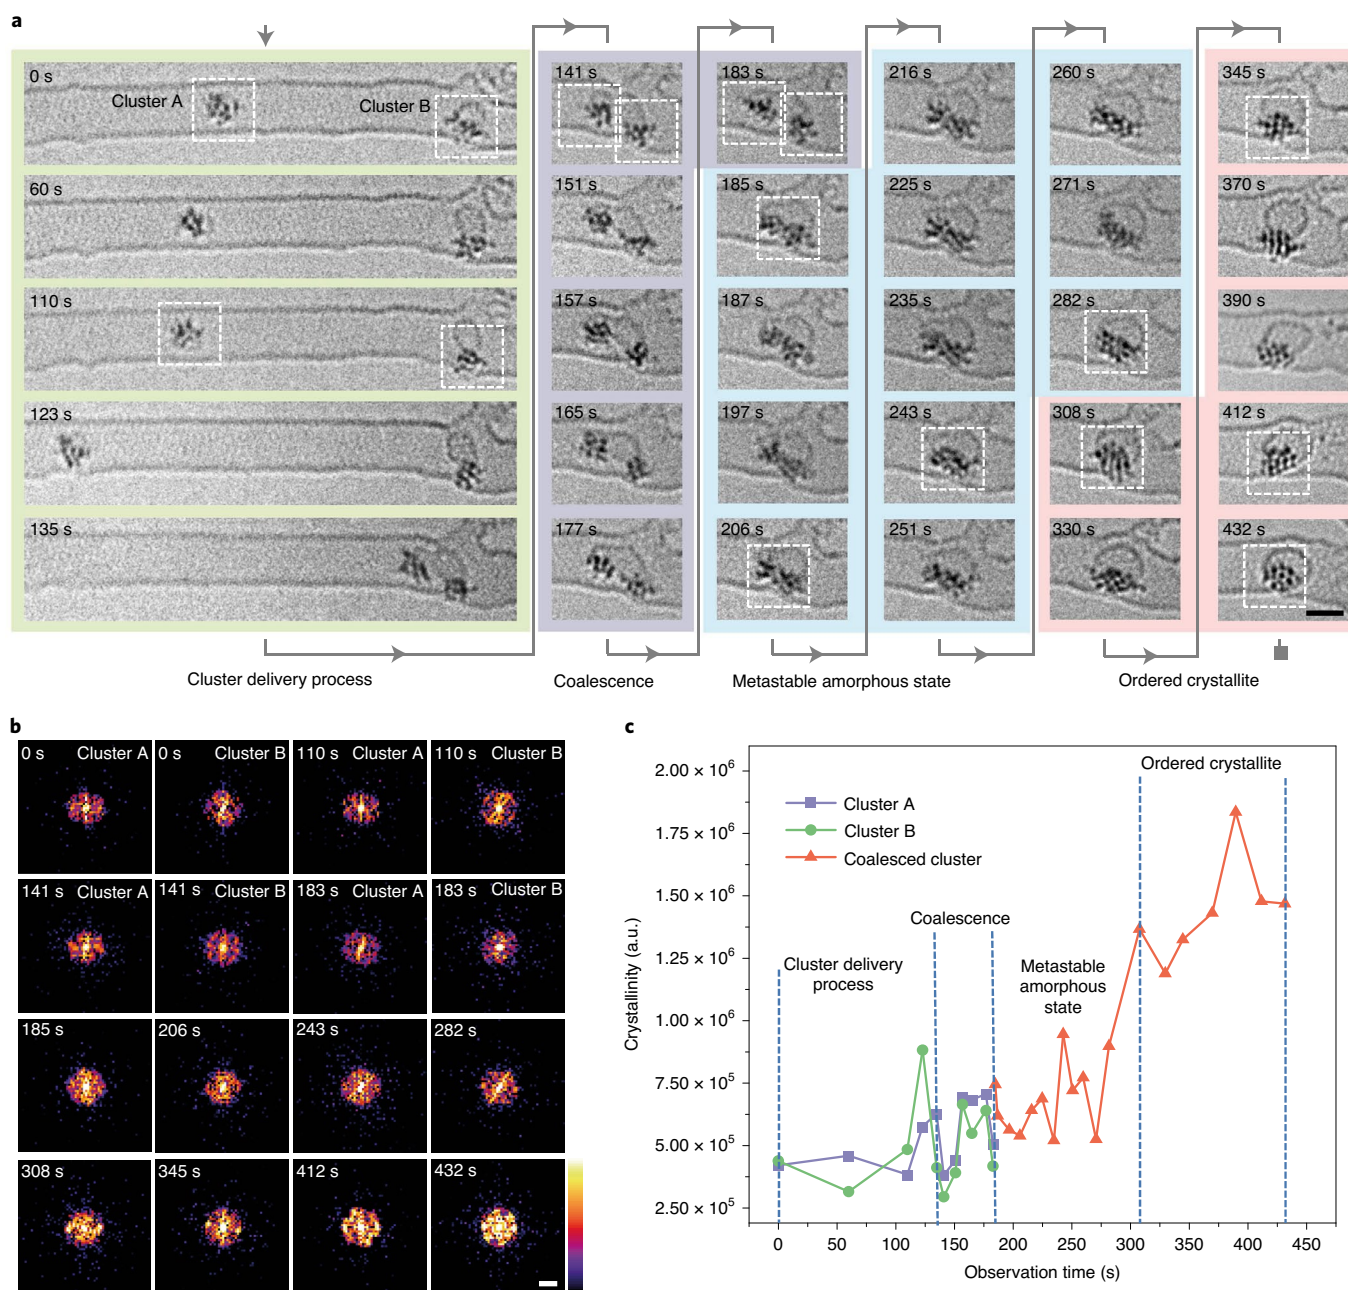 a
0 s
Cluster A
Cluster B
60 s
110 s
123 s
135 s
141 s
151 s
157 s
165 s
177 s
183 s
185 s
187 s
197 s
206 s
216 s
225 s
235 s
243 s
251 s
260 s
271 s
282 s
308 s
330 s
345 s
370 s
390 s
412 s
432 s
Cluster delivery process
Coalescence
Metastable amorphous state
Ordered crystallite
b
0 s Cluster A
0 s Cluster B
110 s Cluster A
110 s Cluster B
141 s Cluster A
141 s Cluster B
183 s Cluster A
183 s Cluster B
185 s
206 s
243 s
282 s
308 s
345 s
412 s
432 s
c
Crystallinity (a.u.)
2.00 × 10⁶
1.75 × 10⁶
1.50 × 10⁶
1.25 × 10⁶
1.00 × 10⁶
7.50 × 10⁵
5.00 × 10⁵
2.50 × 10⁵
Cluster A
Cluster B
Coalesced cluster
Cluster delivery
process
Coalescence
Metastable
amorphous
state
Ordered crystallite
0 50 100 150 200 250 300 350 400 450
Observation time (s)